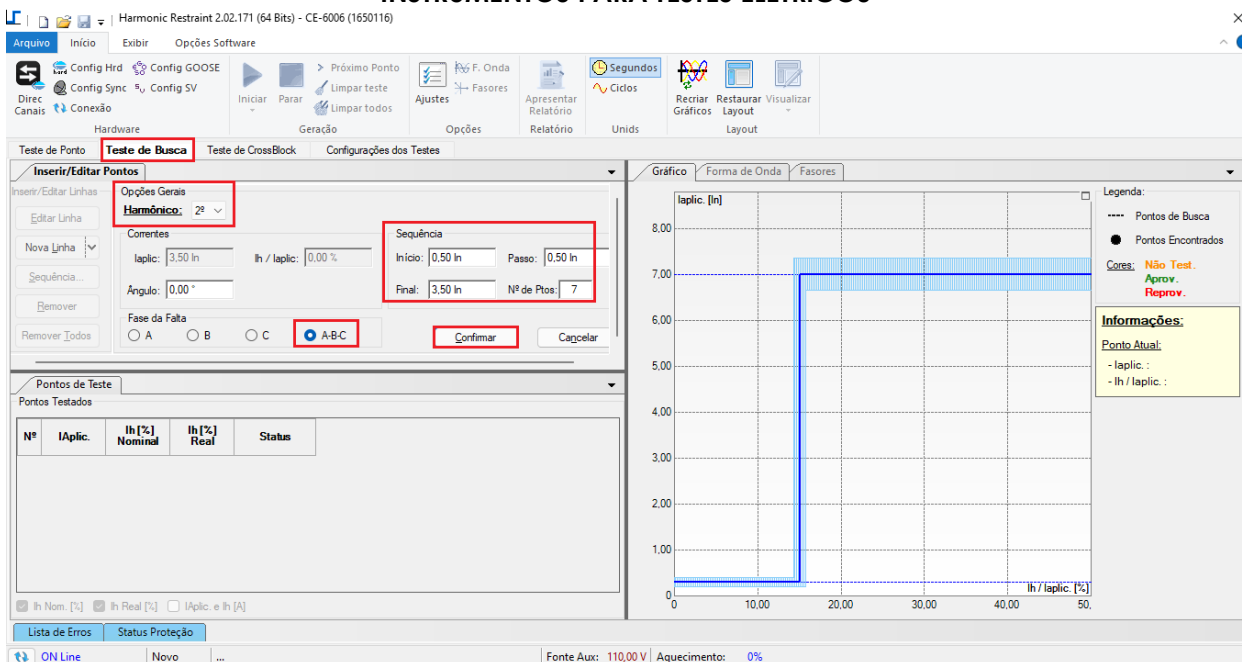 INSTRUMENTOS PARA TESTES ELÉTRICOS
Harmonic Restraint 2.02.171 (64 Bits) - CE-6006 (1650116)
Arquivo Início Exibir Opções Software
Direc Canais
Config Hrd Config GOOSE
Config Sync Config SV
Conexão
Hardware
Iniciar Parar
Próximo Ponto
Limpar teste
Limpar todos
Geração
Ajustes
F. Onda
Fasores
Opções
Apresentar Relatório
Relatório
Segundos
Ciclos
Unids
Recriar Gráficos
Restaurar Layout
Visualizar
Layout
Teste de Ponto Teste de Busca Teste de CrossBlock Configurações dos Testes
Inserir/Editar Pontos
Inserir/Editar Linhas
Editar Linha
Nova Linha
Sequência...
Remover
Remover Todos
Opções Gerais
Harmônico: 2º
Correntes
Iaplic: 3,50 In Ih / Iaplic: 0,00 %
Angulo: 0,00 °
Sequência
Início: 0,50 In Passo: 0,50 In
Final: 3,50 In Nº de Ptos: 7
Fase da Falta
A B C A-B-C
Confirmar Cancelar
Pontos de Teste
Pontos Testados
Nº IAplic. Ih [%] Nominal Ih [%] Real Status
Ih Nom. [%] Ih Real [%] IAplic. e Ih [A]
Gráfico Forma de Onda Fasores
Iaplic. [In]
8,00
7,00
6,00
5,00
4,00
3,00
2,00
1,00
0
0 10,00 20,00 30,00 40,00 50,
Ih / Iaplic. [%]
Legenda:
Pontos de Busca
Pontos Encontrados
Cores: Não Test.
Aprov.
Reprov.
Informações:
Ponto Atual:
- Iaplic. :
- Ih / Iaplic. :
Lista de Erros Status Proteção
ON Line Novo ... Fonte Aux: 110,00 V Aquecimento: 0%